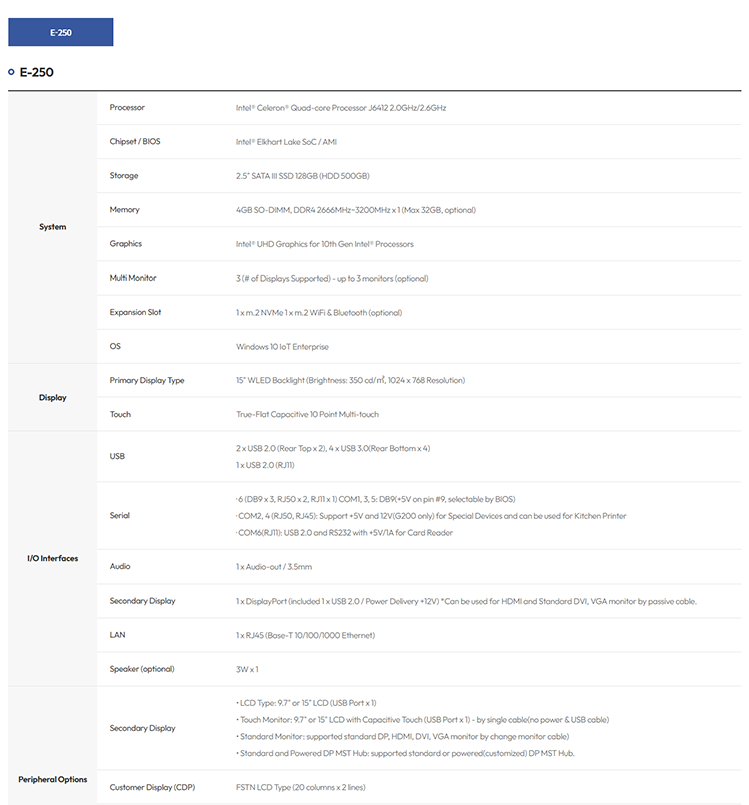 E-250
E-250
System
Processor
Intel® Celeron® Quad-core Processor J6412 2.0GHz/2.6GHz
Chipset / BIOS
Intel® Elkhart Lake SoC / AMI
Storage
2.5" SATA III SSD 128GB (HDD 500GB)
Memory
4GB SO-DIMM, DDR4 2666MHz~3200MHz x 1 (Max 32GB, optional)
Graphics
Intel® UHD Graphics for 10th Gen Intel® Processors
Multi Monitor
3 (# of Displays Supported) - up to 3 monitors (optional)
Expansion Slot
1 x m.2 NVMe 1 x m.2 WiFi & Bluetooth (optional)
OS
Windows 10 IoT Enterprise
Display
Primary Display Type
15" WLED Backlight (Brightness: 350 cd/㎡, 1024 x 768 Resolution)
Touch
True-Flat Capacitive 10 Point Multi-touch
I/O Interfaces
USB
2 x USB 2.0 (Rear Top x 2), 4 x USB 3.0(Rear Bottom x 4)
1 x USB 2.0 (RJ11)
Serial
·6 (DB9 x 3, RJ50 x 2, RJ11 x 1) COM1, 3, 5: DB9(+5V on pin #9, selectable by BIOS)
·COM2, 4 (RJ50, RJ45): Support +5V and 12V(G200 only) for Special Devices and can be used for Kitchen Printer
·COM6(RJ11): USB 2.0 and RS232 with +5V/1A for Card Reader
Audio
1 x Audio-out / 3.5mm
Secondary Display
1 x DisplayPort (included 1 x USB 2.0 / Power Delivery +12V) *Can be used for HDMI and Standard DVI, VGA monitor by passive cable.
LAN
1 x RJ45 (Base-T 10/100/1000 Ethernet)
Speaker (optional)
3W x 1
Peripheral Options
Secondary Display
• LCD Type: 9.7" or 15" LCD (USB Port x 1)
• Touch Monitor: 9.7" or 15" LCD with Capacitive Touch (USB Port x 1) - by single cable(no power & USB cable)
• Standard Monitor: supported standard DP, HDMI, DVI, VGA monitor by change monitor cable)
• Standard and Powered DP MST Hub: supported standard or powered(customized) DP MST Hub.
Customer Display (CDP)
FSTN LCD Type (20 columns x 2 lines)